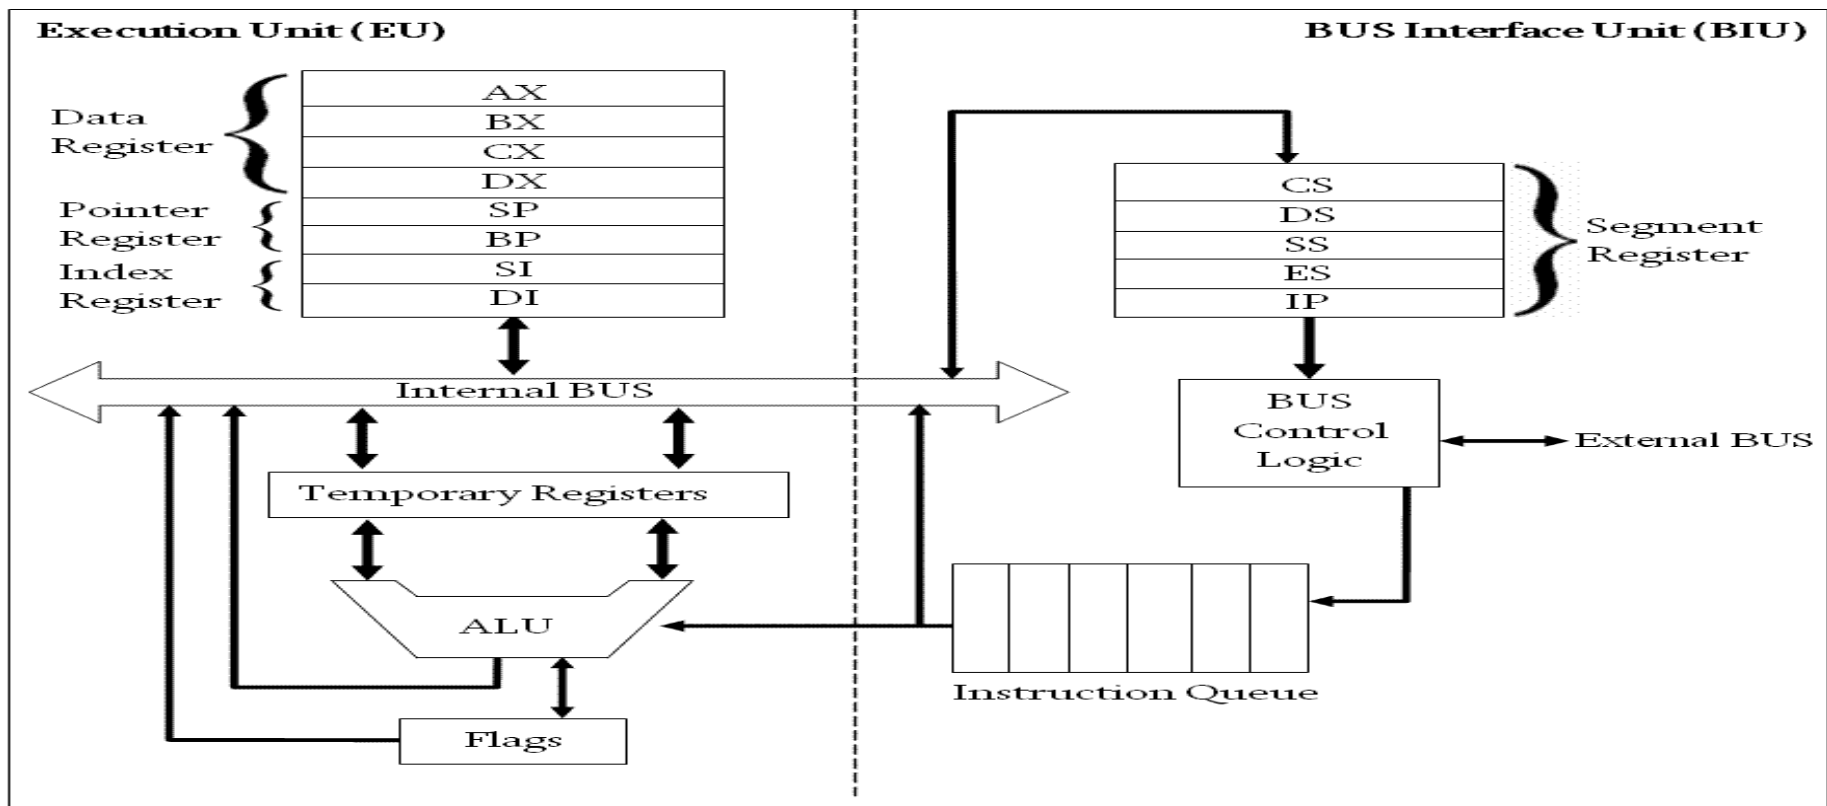 Execution Unit (EU)
BUS Interface Unit (BIU)
Data
Register
AX
BX
CX
DX
Pointer
Register
SP
BP
Index
Register
SI
DI
CS
DS
SS
ES
IP
Segment
Register
Internal BUS
BUS
Control
Logic
External BUS
Temporary Registers
ALU
Instruction Queue
Flags